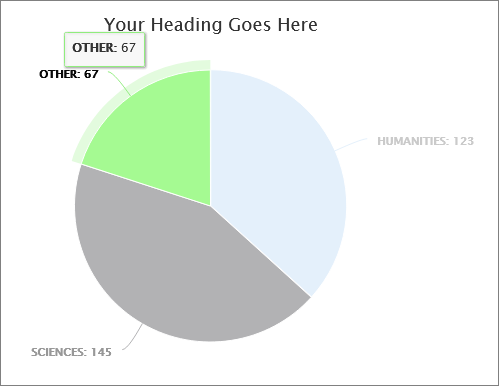 Your Heading Goes Here
OTHER: 67
OTHER: 67
HUMANITIES: 123
SCIENCES: 145